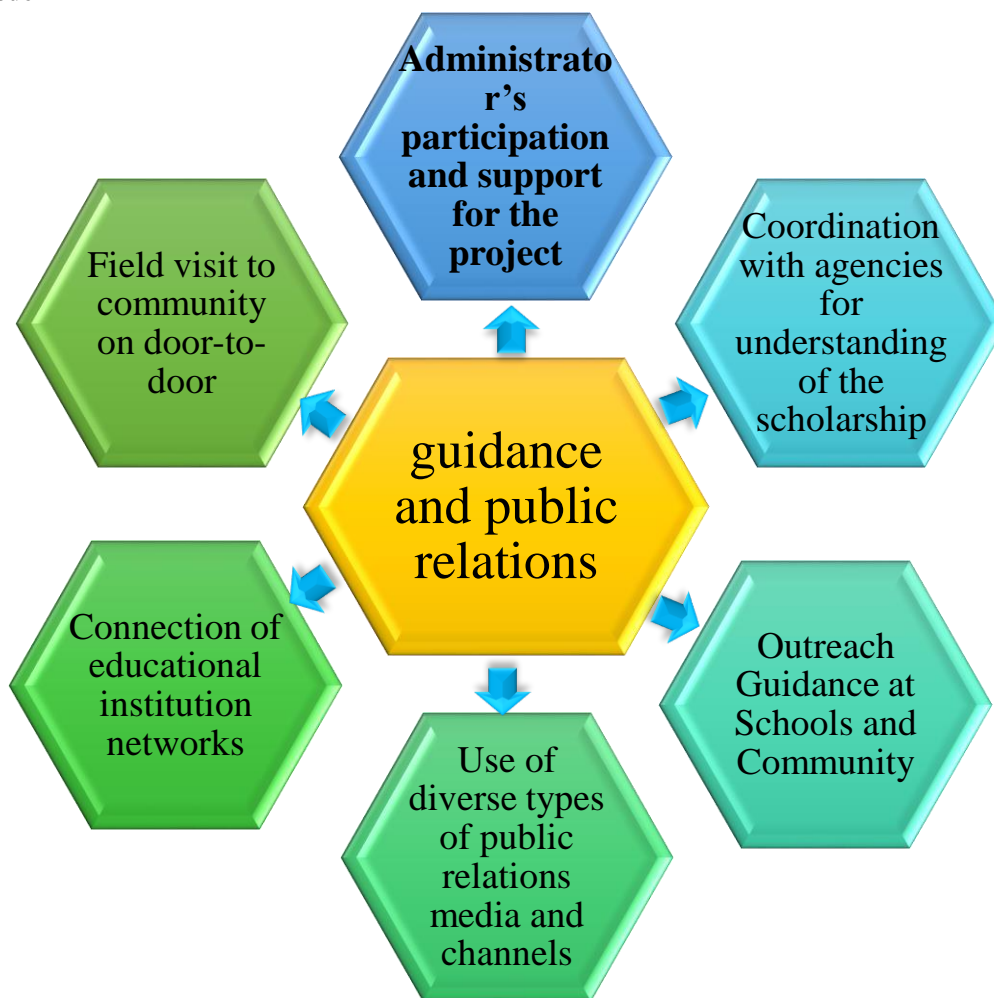 Administrato
r’s
participation
and support
for the
project
Coordination
with agencies
for
understanding
of the
scholarship
Outreach
Guidance at
Schools and
Community
Use of
diverse types
of public
relations
media and
channels
Connection of
educational
institution
networks
Field visit to
community
on door-to-
door
guidance
and public
relations